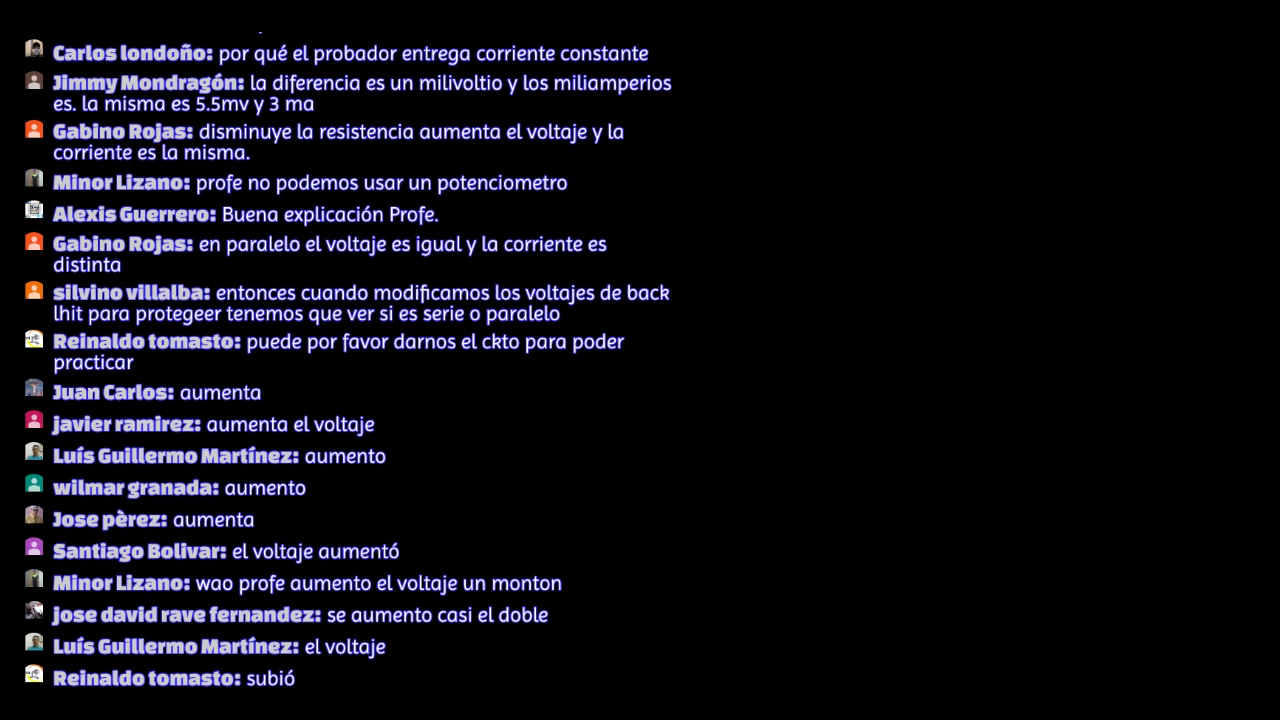 Carlos londoño: por qué el probador entrega corriente constante
Jimmy Mondragón: la diferencia es un milivoltio y los miliamperios
es. la misma es 5.5mv y 3 ma
Gabino Rojas: disminuye la resistencia aumenta el voltaje y la
corriente es la misma.
Minor Lizano: profe no podemos usar un potenciometro
Alexis Guerrero: Buena explicación Profe.
Gabino Rojas: en paralelo el voltaje es igual y la corriente es
distinta
silvino villalba: entonces cuando modificamos los voltajes de back
lhit para protegeer tenemos que ver si es serie o paralelo
Reinaldo tomasto: puede por favor darnos el ckto para poder
practicar
Juan Carlos: aumenta
javier ramirez: aumenta el voltaje
Luís Guillermo Martínez: aumento
wilmar granada: aumento
Jose pèrez: aumenta
Santiago Bolivar: el voltaje aumentó
Minor Lizano: wao profe aumento el voltaje un monton
jose david rave fernandez: se aumento casi el doble
Luís Guillermo Martínez: el voltaje
Reinaldo tomasto: subió